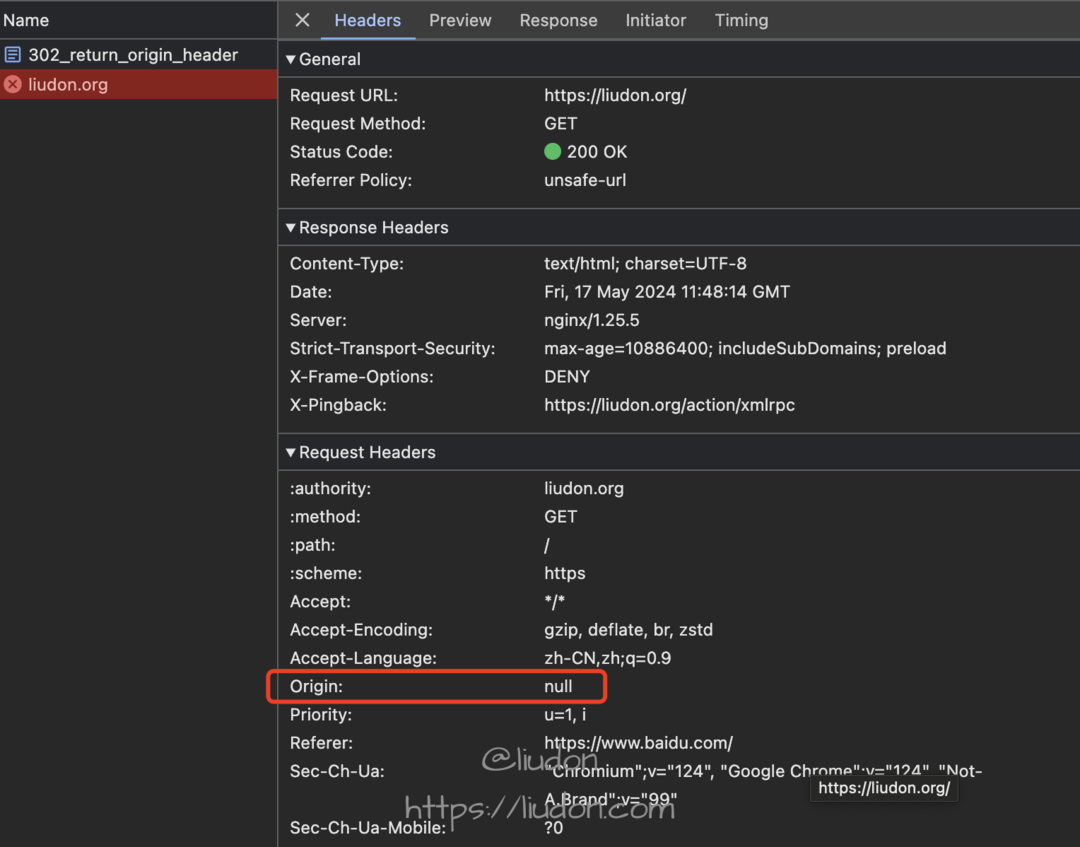 Name
Headers Preview Response Initiator Timing
302_return_origin_header
liudon.org
General
Request URL: https://liudon.org/
Request Method: GET
Status Code: 200 OK
Referrer Policy: unsafe-url
Response Headers
Content-Type: text/html; charset=UTF-8
Date: Fri, 17 May 2024 11:48:14 GMT
Server: nginx/1.25.5
Strict-Transport-Security: max-age=10886400; includeSubDomains; preload
X-Frame-Options: DENY
X-Pingback: https://liudon.org/action/xmlrpc
Request Headers
:authority: liudon.org
:method: GET
:path: /
:scheme: https
Accept: */*
Accept-Encoding: gzip, deflate, br, zstd
Accept-Language: zh-CN,zh;q=0.9
Origin: null
Priority: u=1, i
Referer: https://www.baidu.com/
@liudon
Sec-Ch-Ua: "Chromium";v="124", "Google Chrome";v="124", "Not-
https://liudon.org/
A.Brand";v="99"
https://liudon.com
Sec-Ch-Ua-Mobile: ?0